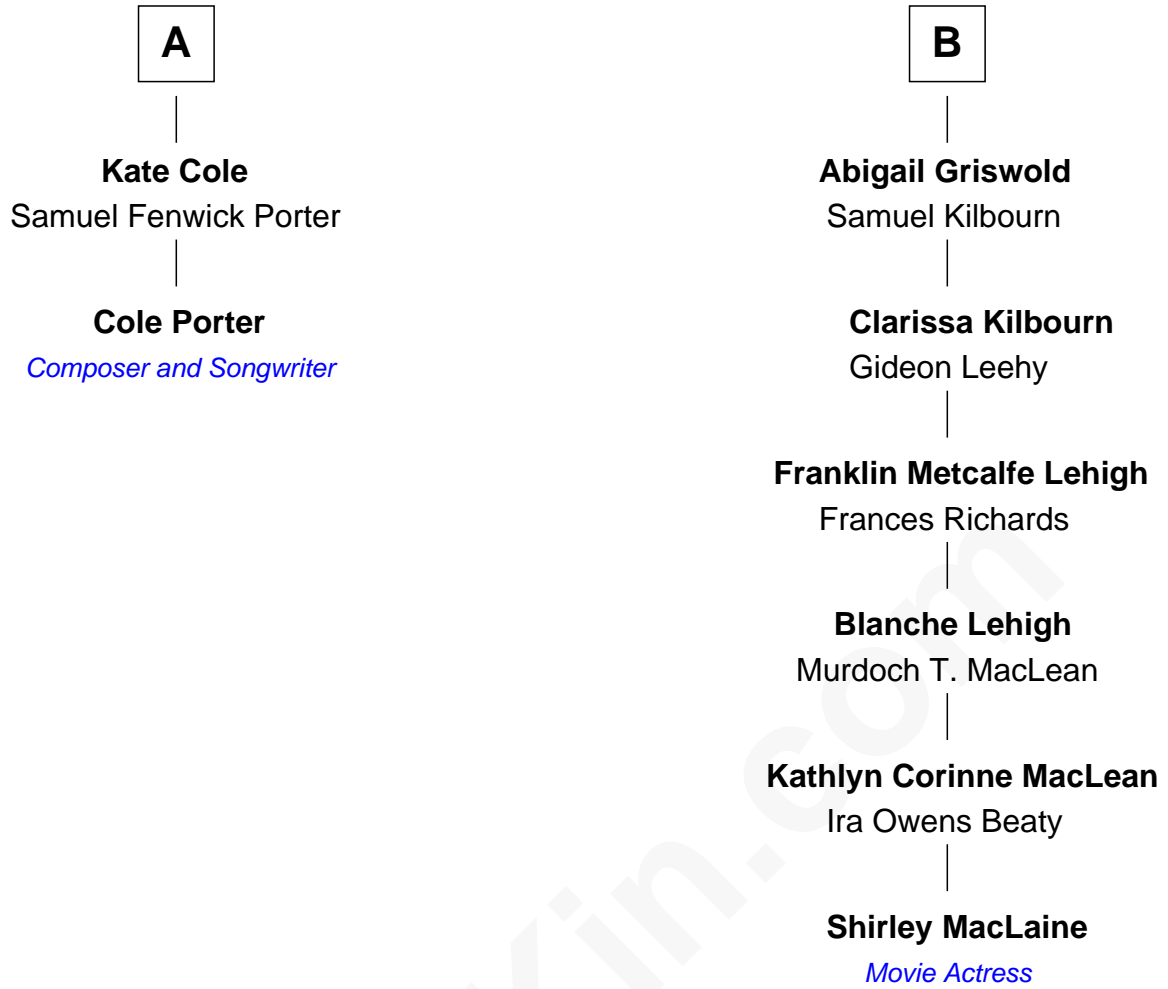 A
Kate Cole
Samuel Fenwick Porter
Cole Porter
Composer and Songwriter
B
Abigail Griswold
Samuel Kilbourn
Clarissa Kilbourn
Gideon Leehy
Franklin Metcalfe Lehigh
Frances Richards
Blanche Lehigh
Murdoch T. MacLean
Kathlyn Corinne MacLean
Ira Owens Beaty
Shirley MacLaine
Movie Actress